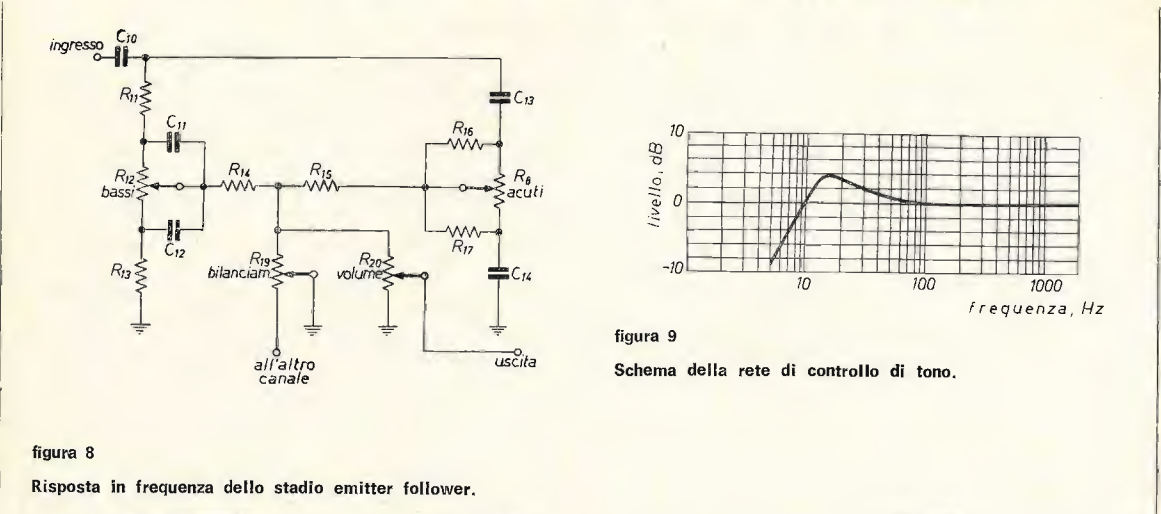 ingresso
C10
R11
C11
R12
bassi
C12
R13
R14
R15
R19
bilanciam.
R20
volume
all'altro
canale
uscita
C13
R16
R8
acuti
R17
C14
figura 8
Risposta in frequenza dello stadio emitter follower.
livello, dB
10
0
-10
10
100
1000
frequenza, Hz
figura 9
Schema della rete di controllo di tono.